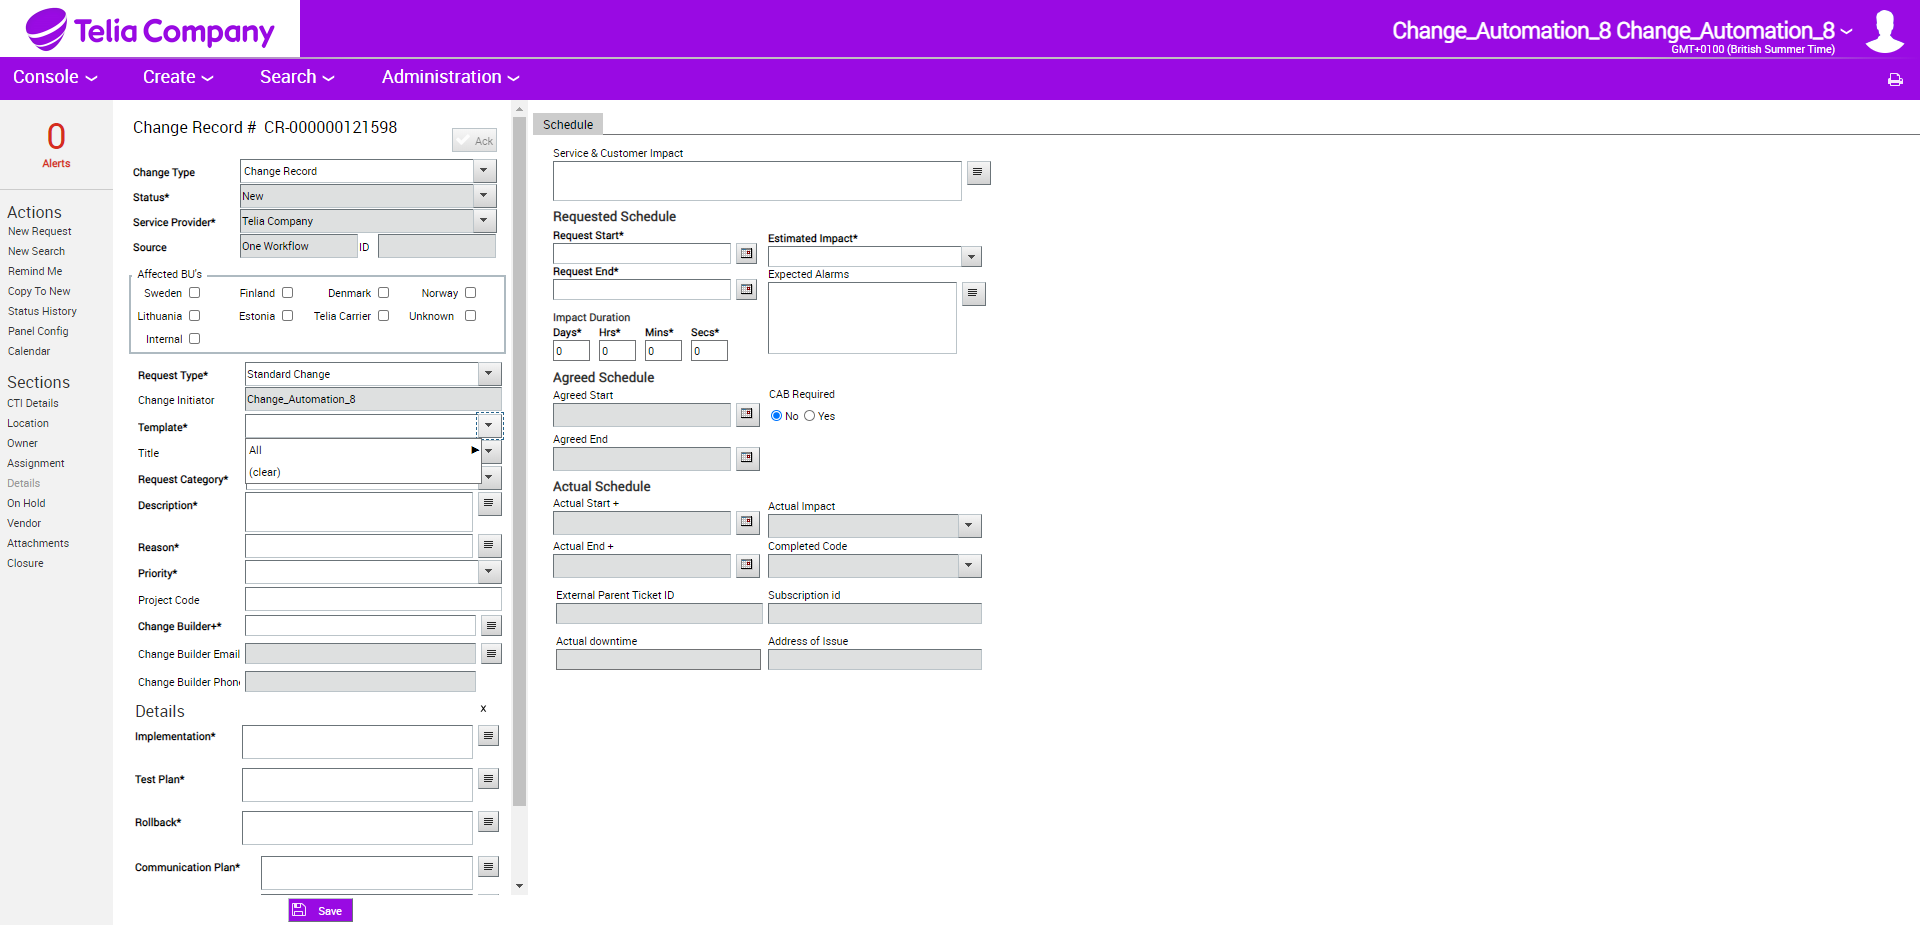 Telia Company
Change_Automation_8 Change_Automation_8
GMT+0100 (British Summer Time)
Console Create Search Administration
0
Alerts
Actions
New Request
New Search
Remind Me
Copy To New
Status History
Panel Config
Calendar
Sections
CTI Details
Location
Owner
Assignment
Details
On Hold
Vendor
Attachments
Closure
Change Record # CR-000000121598
Ack
Change Type Change Record
Status* New
Service Provider* Telia Company
Source One Workflow ID
Affected BU's
Sweden Finland Denmark Norway
Lithuania Estonia Telia Carrier Unknown
Internal
Request Type* Standard Change
Change Initiator Change_Automation_8
Template*
All
(clear)
Title
Request Category*
Description*
Reason*
Priority*
Project Code
Change Builder+*
Change Builder Email
Change Builder Phone
Details x
Implementation*
Test Plan*
Rollback*
Communication Plan*
Save
Schedule
Service & Customer Impact
Requested Schedule
Request Start* Estimated Impact*
Request End* Expected Alarms
Impact Duration
Days* Hrs* Mins* Secs*
0 0 0 0
Agreed Schedule
Agreed Start CAB Required
No Yes
Agreed End
Actual Schedule
Actual Start + Actual Impact
Actual End + Completed Code
External Parent Ticket ID Subscription id
Actual downtime Address of Issue